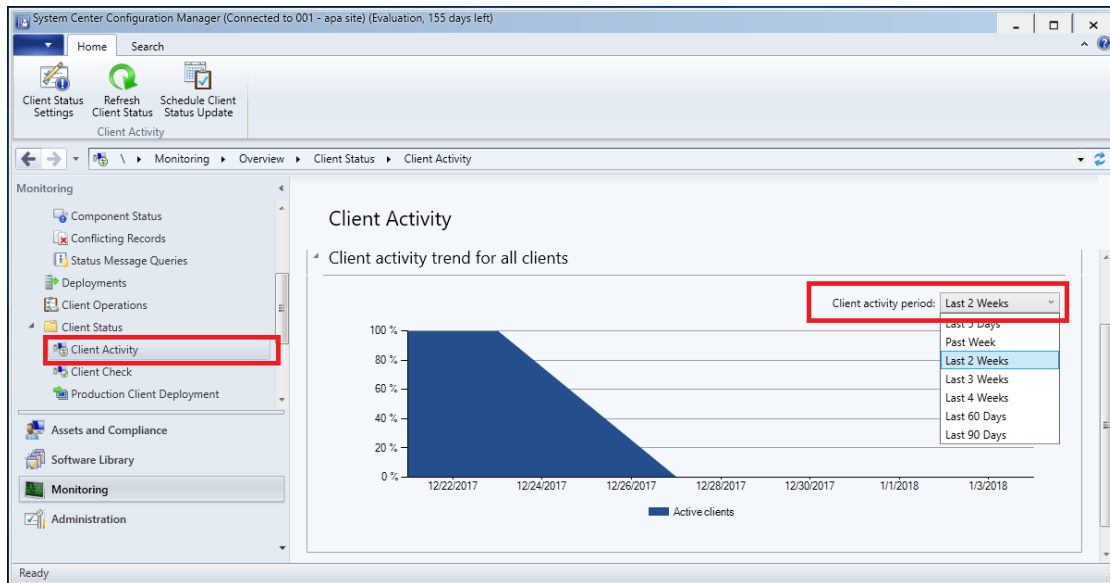 System Center Configuration Manager (Connected to 001 - apa site) (Evaluation, 155 days left)
Home Search
Client Status Settings
Refresh Client Status
Schedule Client Status Update
Client Activity
\ Monitoring Overview Client Status Client Activity
Monitoring
Component Status
Conflicting Records
Status Message Queries
Deployments
Client Operations
Client Status
Client Activity
Client Check
Production Client Deployment
Assets and Compliance
Software Library
Monitoring
Administration
Client Activity
Client activity trend for all clients
Client activity period: Last 2 Weeks
Days
Past Week
Last 2 Weeks
Last 3 Weeks
Last 4 Weeks
Last 60 Days
Last 90 Days
100 %
80 %
60 %
40 %
20 %
0 %
12/22/2017 12/24/2017 12/26/2017 12/28/2017 12/30/2017 1/1/2018 1/3/2018
Active clients
Ready